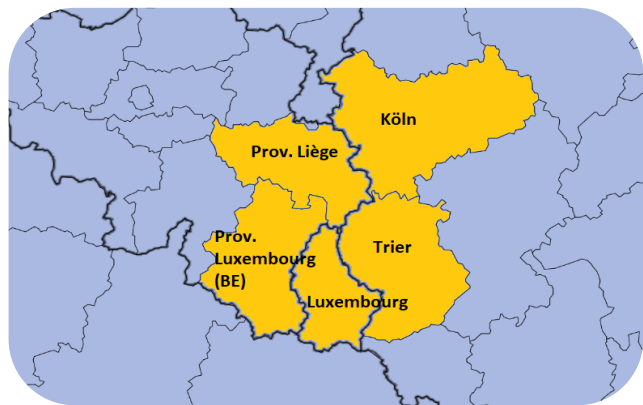 Köln
Prov. Liège
Prov.
Luxembourg
(BE)
Trier
Luxembourg